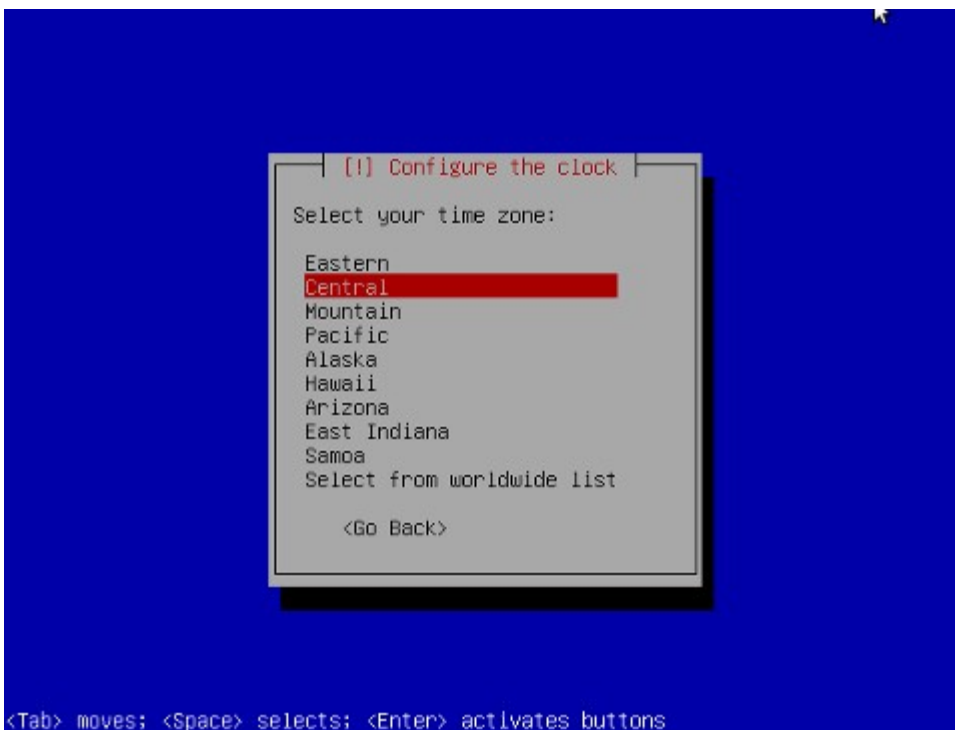 [!] Configure the clock
Select your time zone:
Eastern
Central
Mountain
Pacific
Alaska
Hawaii
Arizona
East Indiana
Samoa
Select from worldwide list
<Go Back>
<Tab> moves; <Space> selects; <Enter> activates buttons